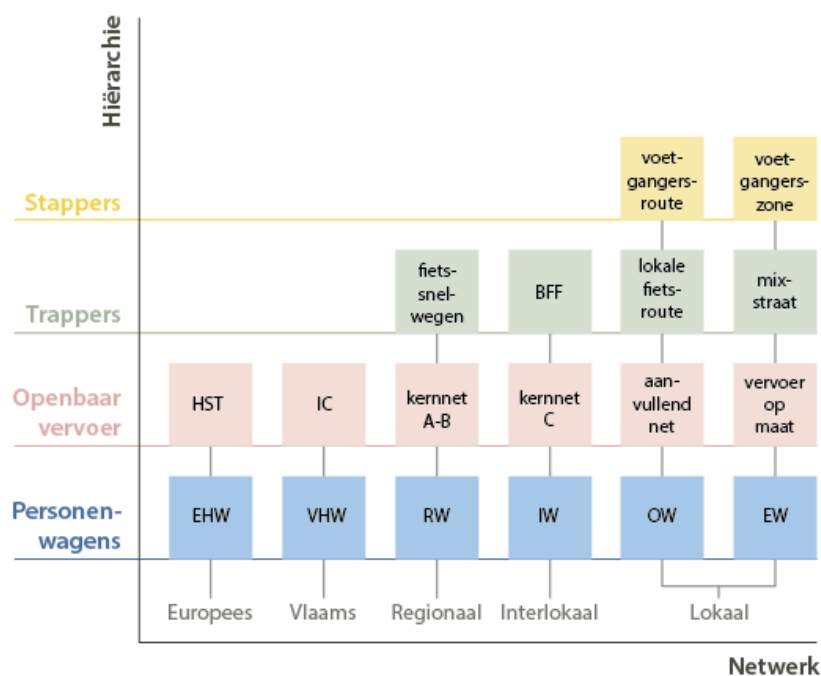 Hiërarchie
Stappers
voet-
gangers-
route
voet-
gangers-
zone
Trappers
fiets-
snel-
wegen
BFF
lokale
fiets-
route
mix-
straat
Openbaar
vervoer
HST
IC
kernnet
A-B
kernnet
C
aan-
vullend
net
vervoer
op
maat
Personen-
wagens
EHW
VHW
RW
IW
OW
EW
Europees
Vlaams
Regionaal
Interlokaal
Lokaal
Netwerk